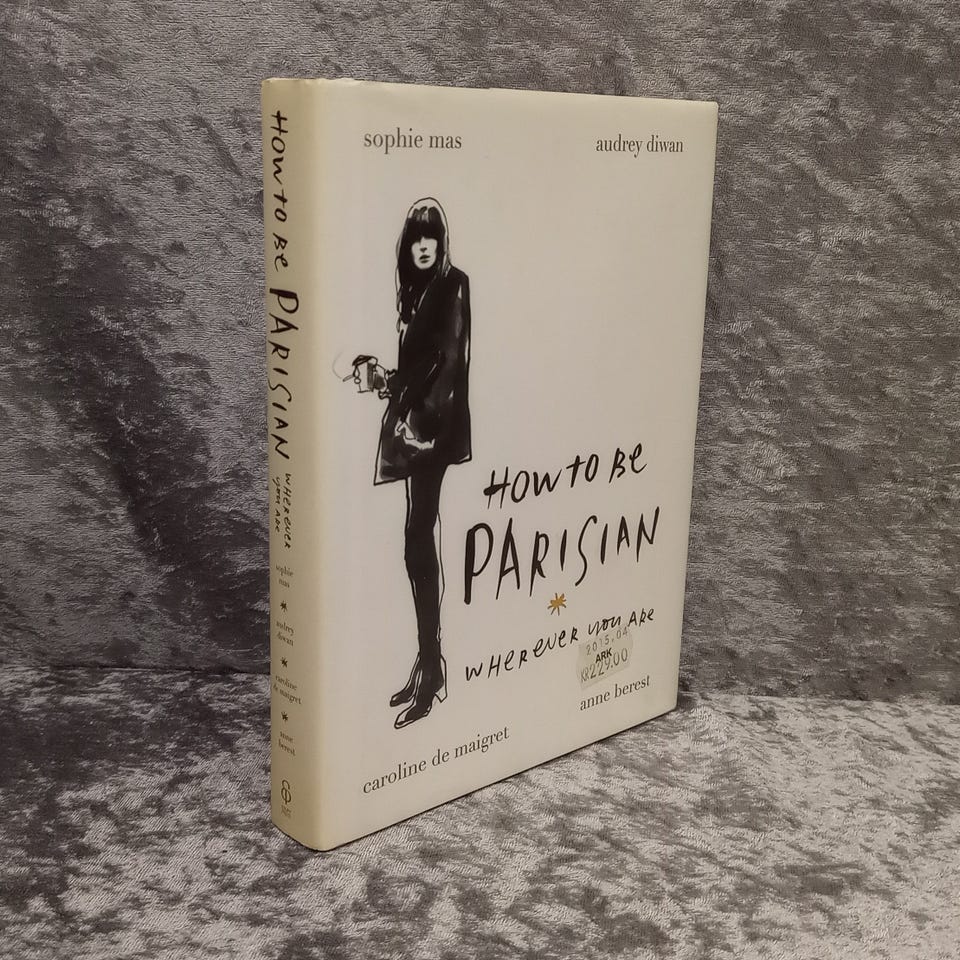 HOW TO BE PARISIAN
WHEREVER
YOU ARE
sophie
mas
audrey
diwan
caroline
de maigret
anne
berest
sophie mas
audrey diwan
HOW TO BE
PARISIAN
WHEREVER YOU ARE
2015.04
ARK
KR229.00
anne berest
caroline de maigret